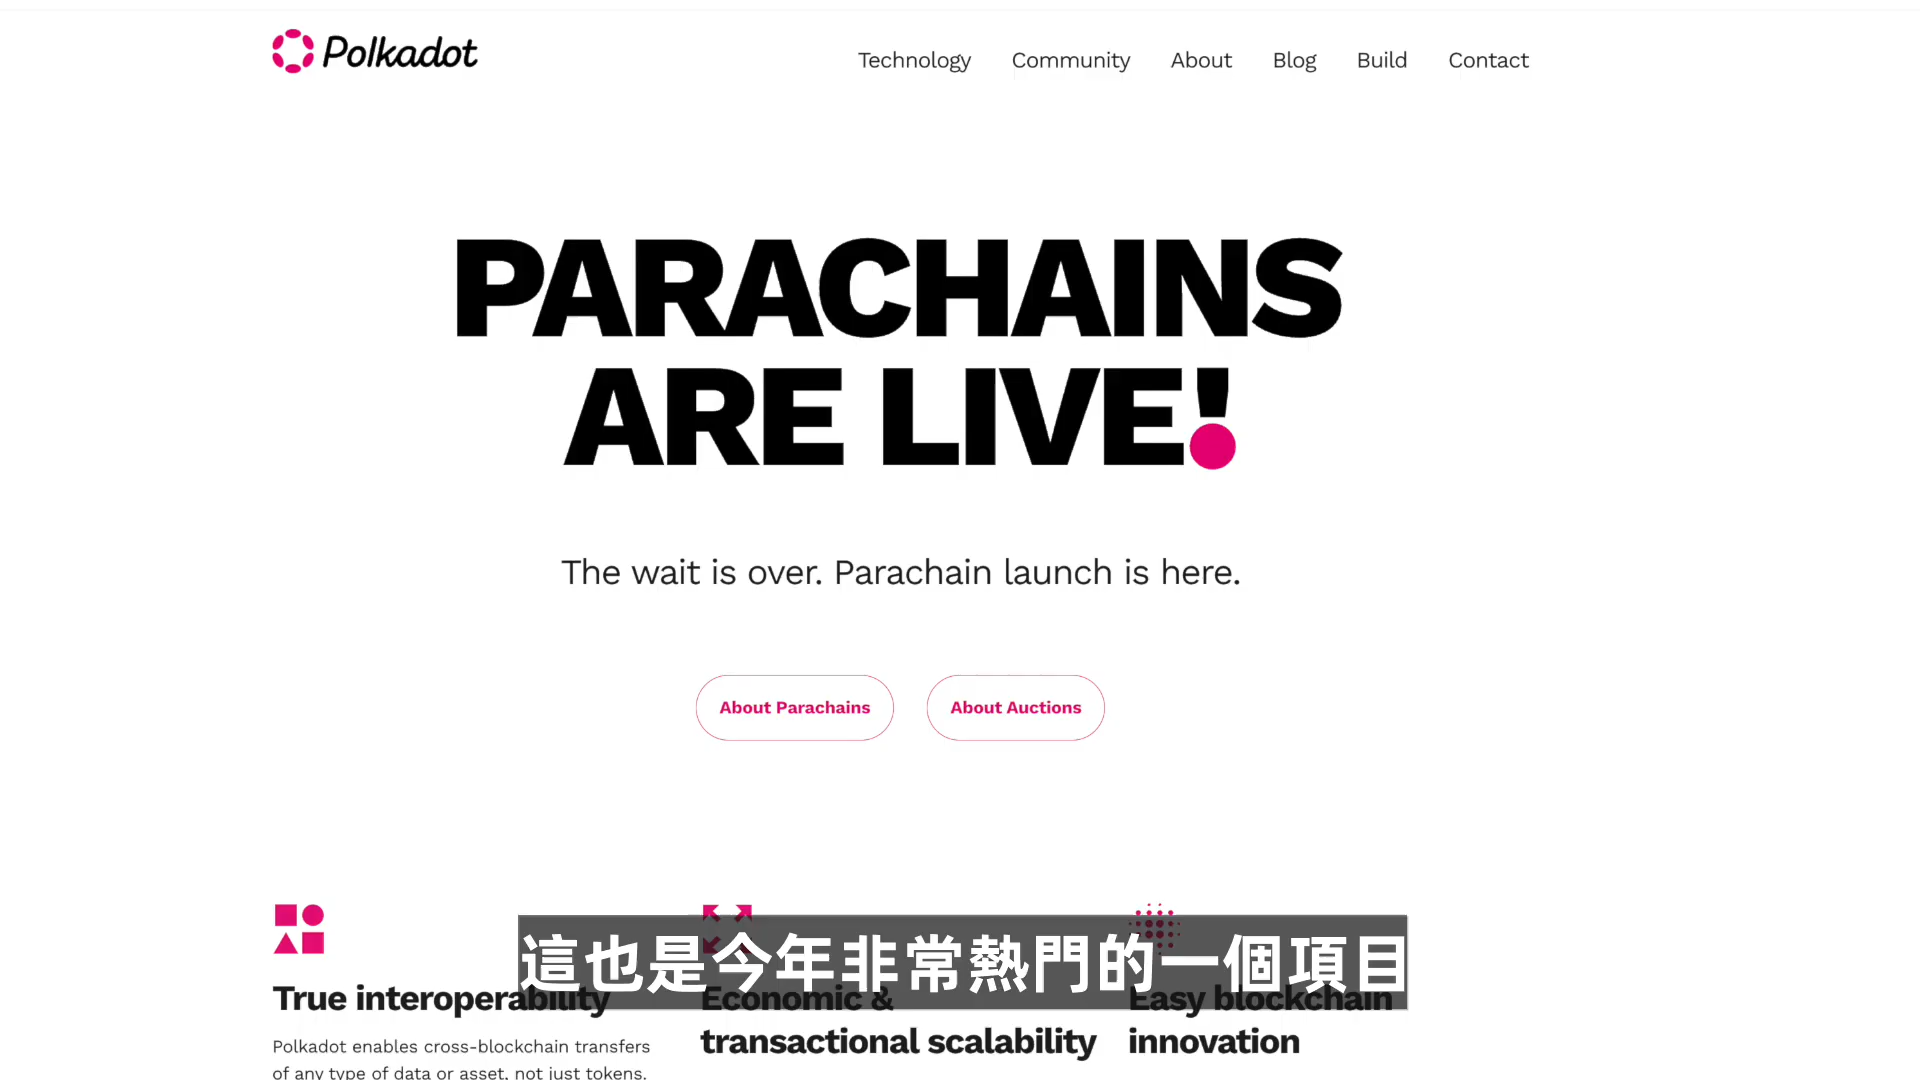 Polkadot
Technology Community About Blog Build Contact
PARACHAINS
ARE LIVE!
The wait is over. Parachain launch is here.
About Parachains About Auctions
這也是今年非常熱門的一個項目
True interoperability
Economic &
transactional scalability
Easy blockchain
innovation
Polkadot enables cross-blockchain transfers
of any type of data or asset, not just tokens.